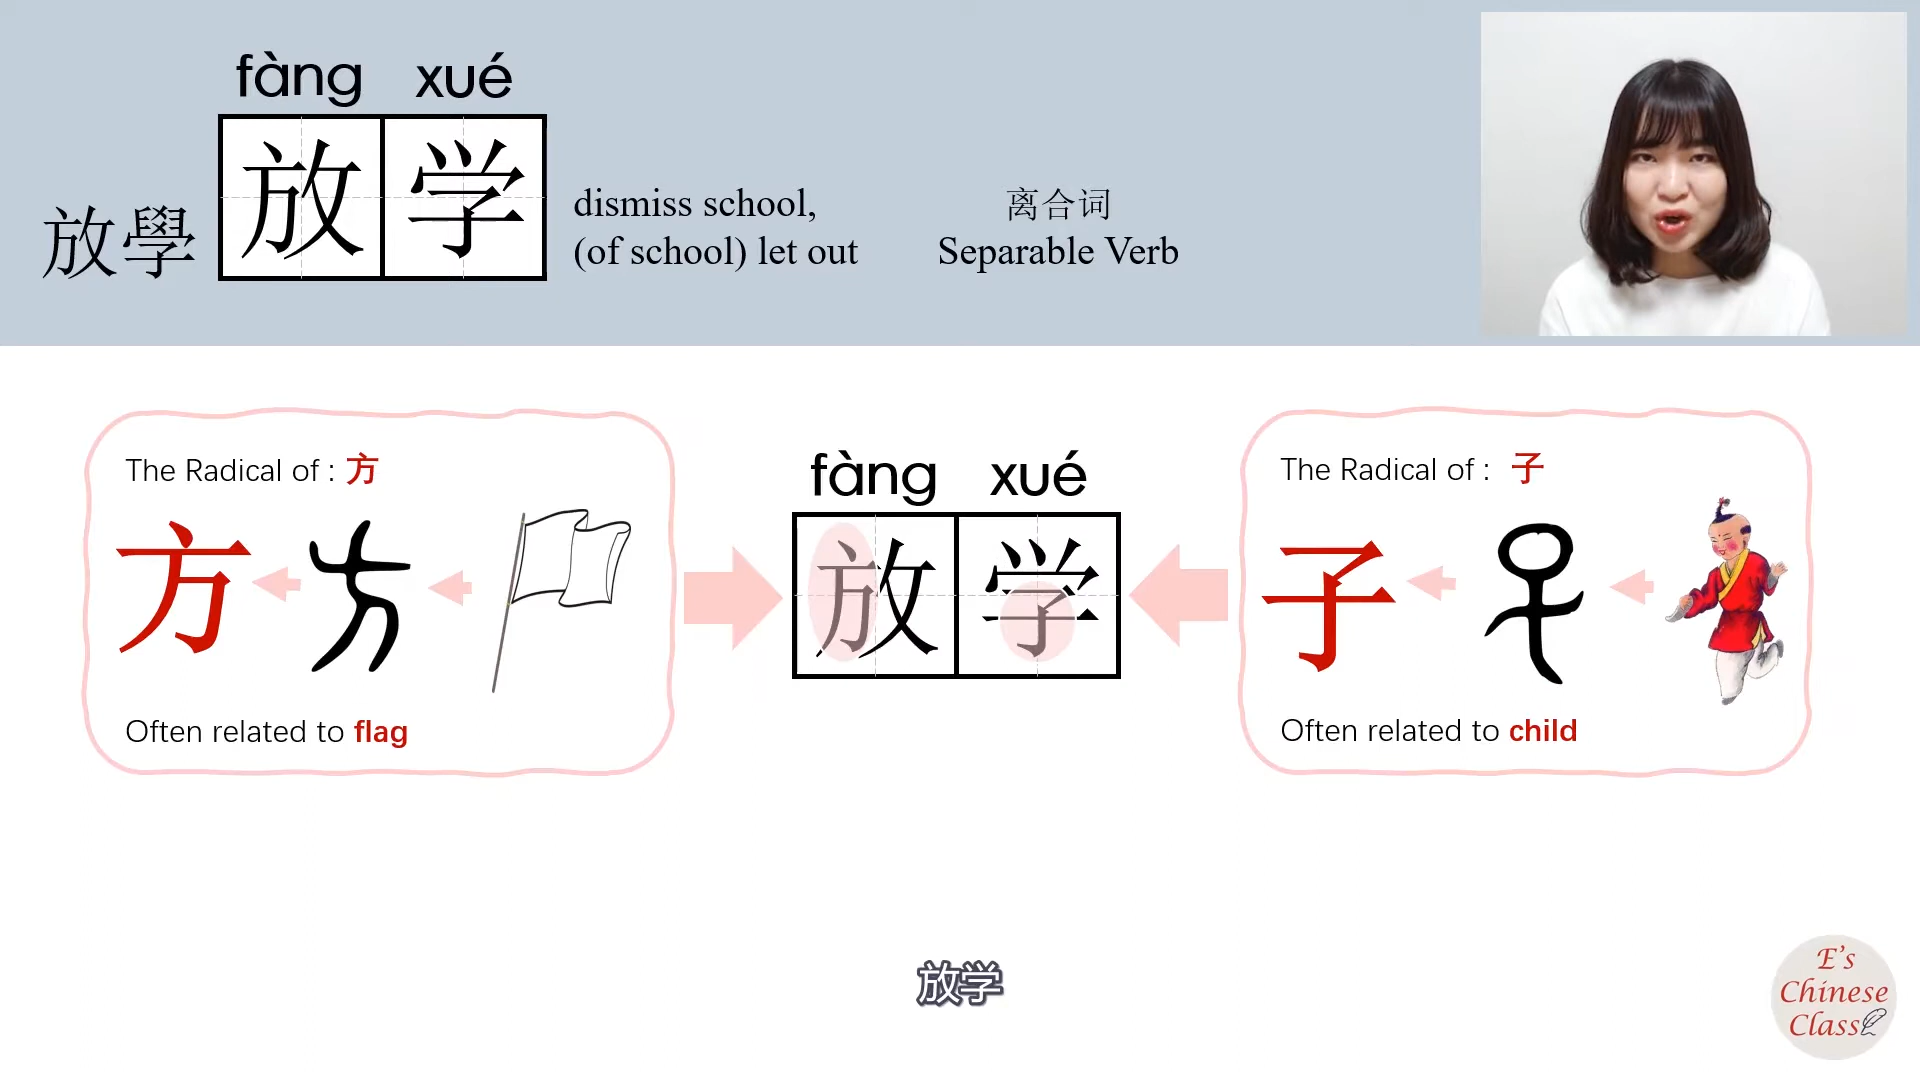 fàng xué
放學 放学
dismiss school,
(of school) let out
离合词
Separable Verb
The Radical of : 方
方
Often related to flag
fàng xué
放学
The Radical of : 子
子
Often related to child
放学
E's
Chinese
Class